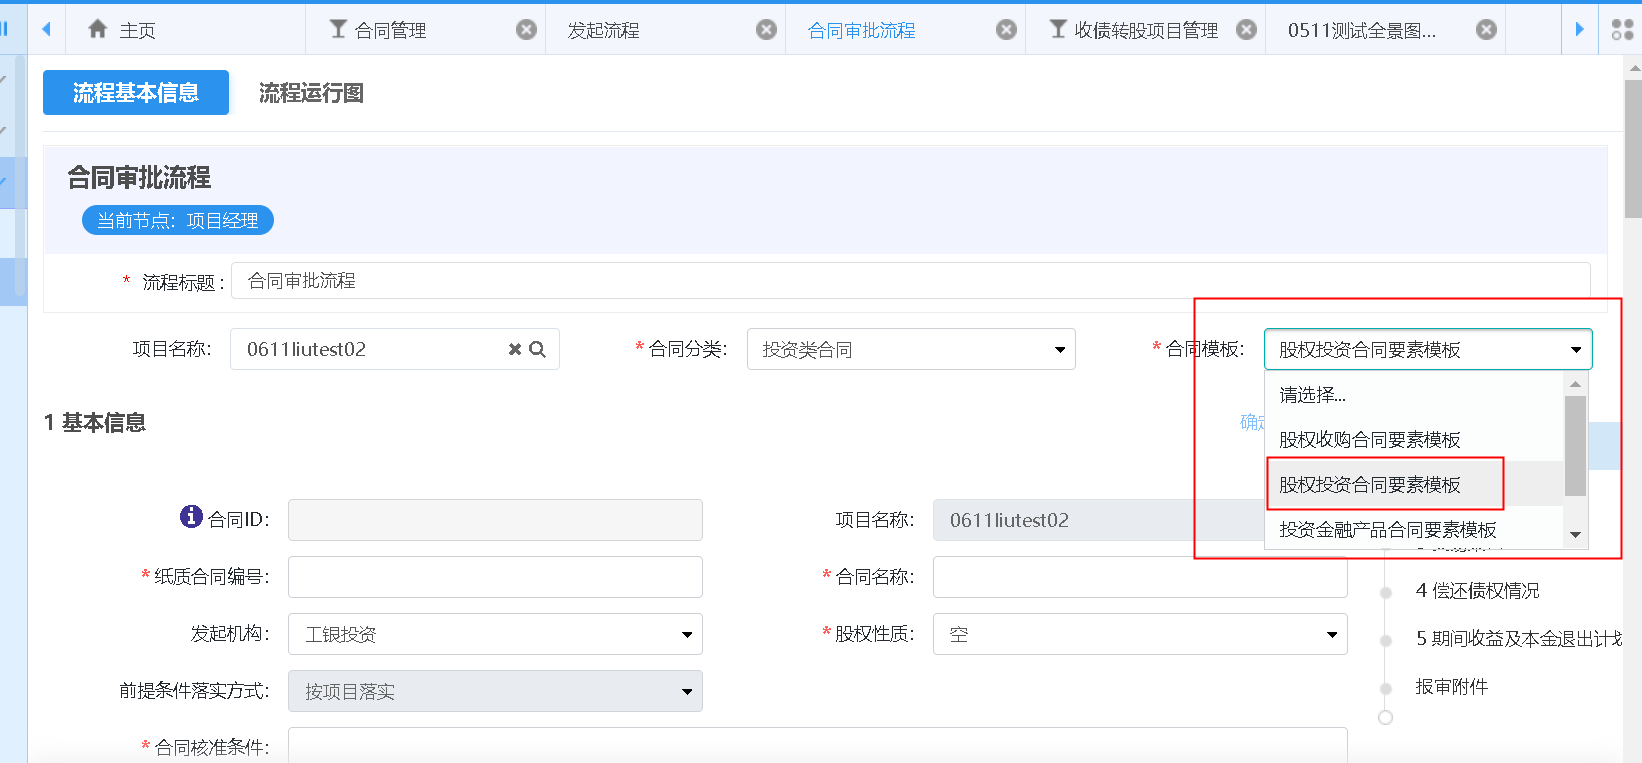 主页 合同管理 发起流程 合同审批流程 收债转股项目管理 0511测试全景图...
流程基本信息 流程运行图
合同审批流程
当前节点：项目经理
* 流程标题： 合同审批流程
项目名称： 0611liutest02 * 合同分类： 投资类合同 * 合同模板： 股权投资合同要素模板
请选择...
1 基本信息
股权收购合同要素模板
股权投资合同要素模板
投资金融产品合同要素模板
合同ID： 项目名称： 0611liutest02
* 纸质合同编号： * 合同名称：
4 偿还债权情况
发起机构： 工银投资 * 股权性质： 空
5 期间收益及本金退出计划
前提条件落实方式： 按项目落实
报审附件
* 合同核准条件：